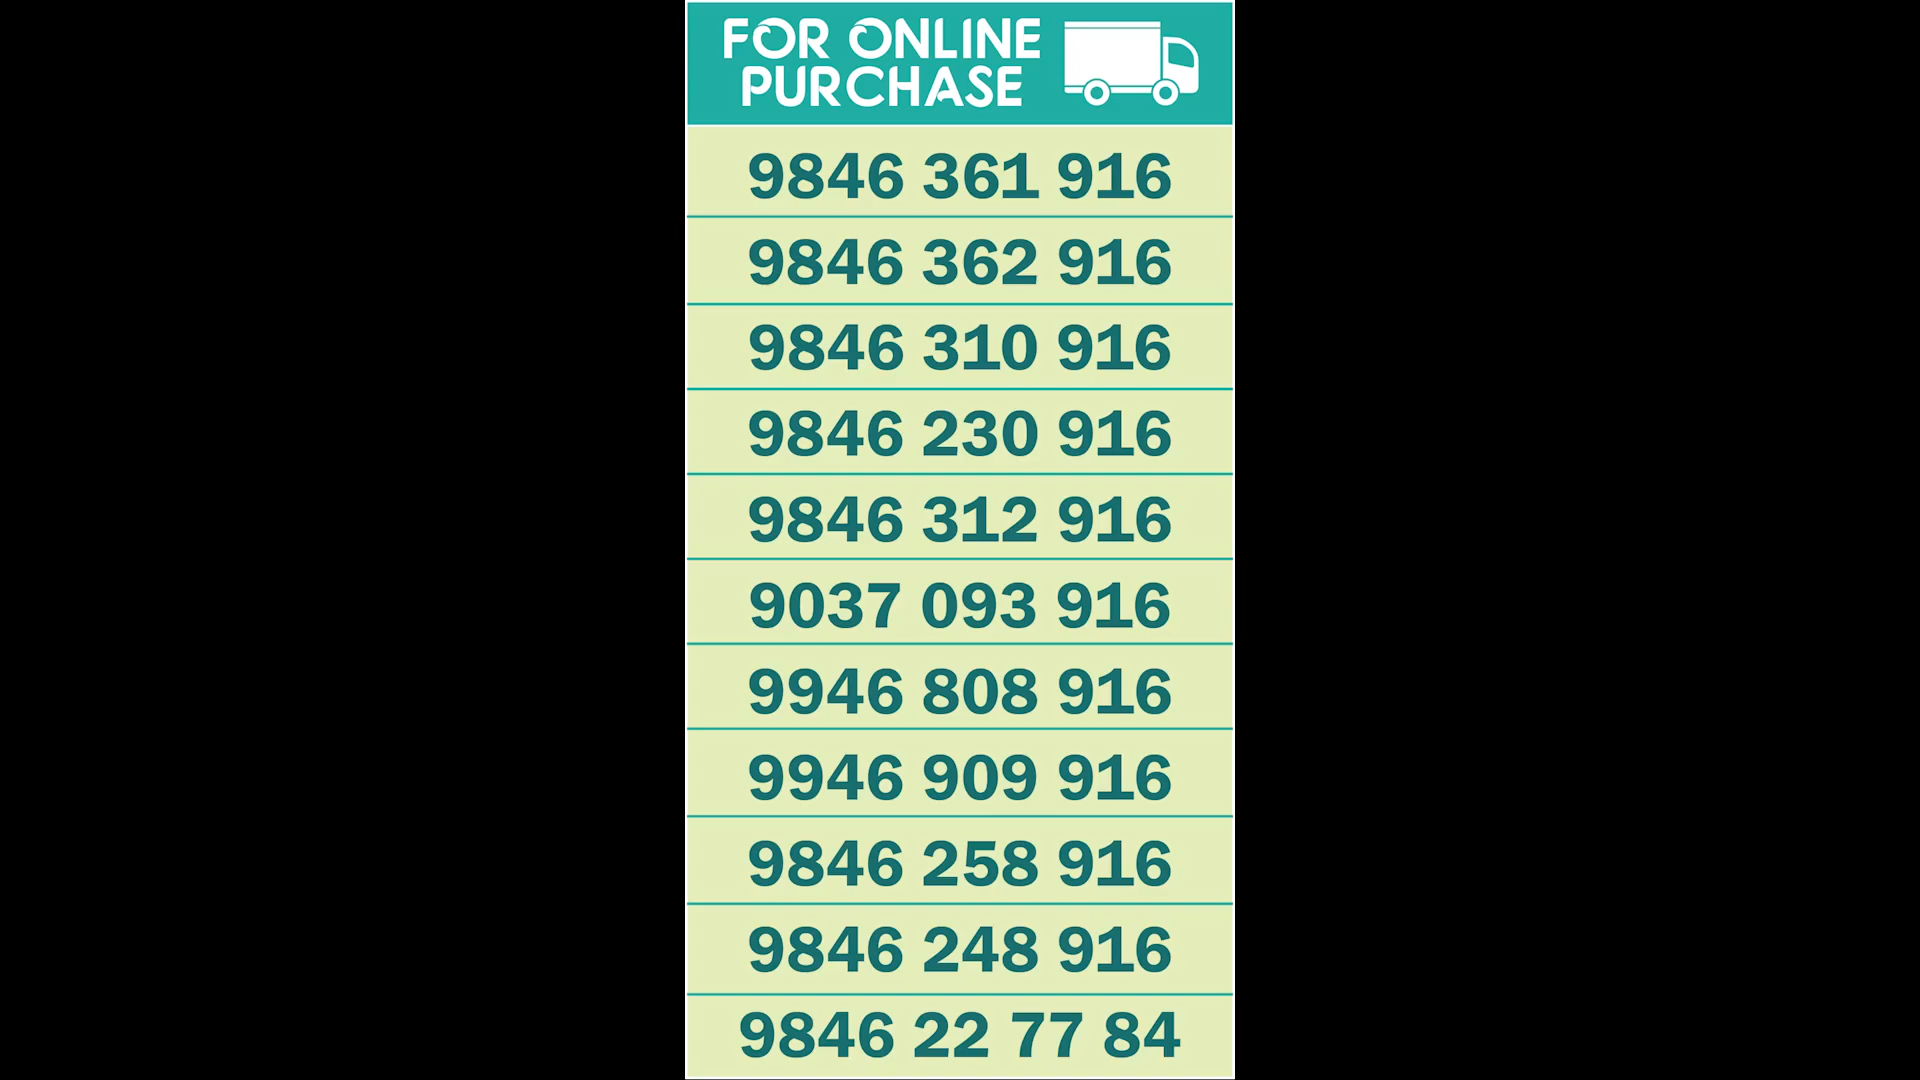 FOR ONLINE
PURCHASE
9846 361 916
9846 362 916
9846 310 916
9846 230 916
9846 312 916
9037 093 916
9946 808 916
9946 909 916
9846 258 916
9846 248 916
9846 22 77 84